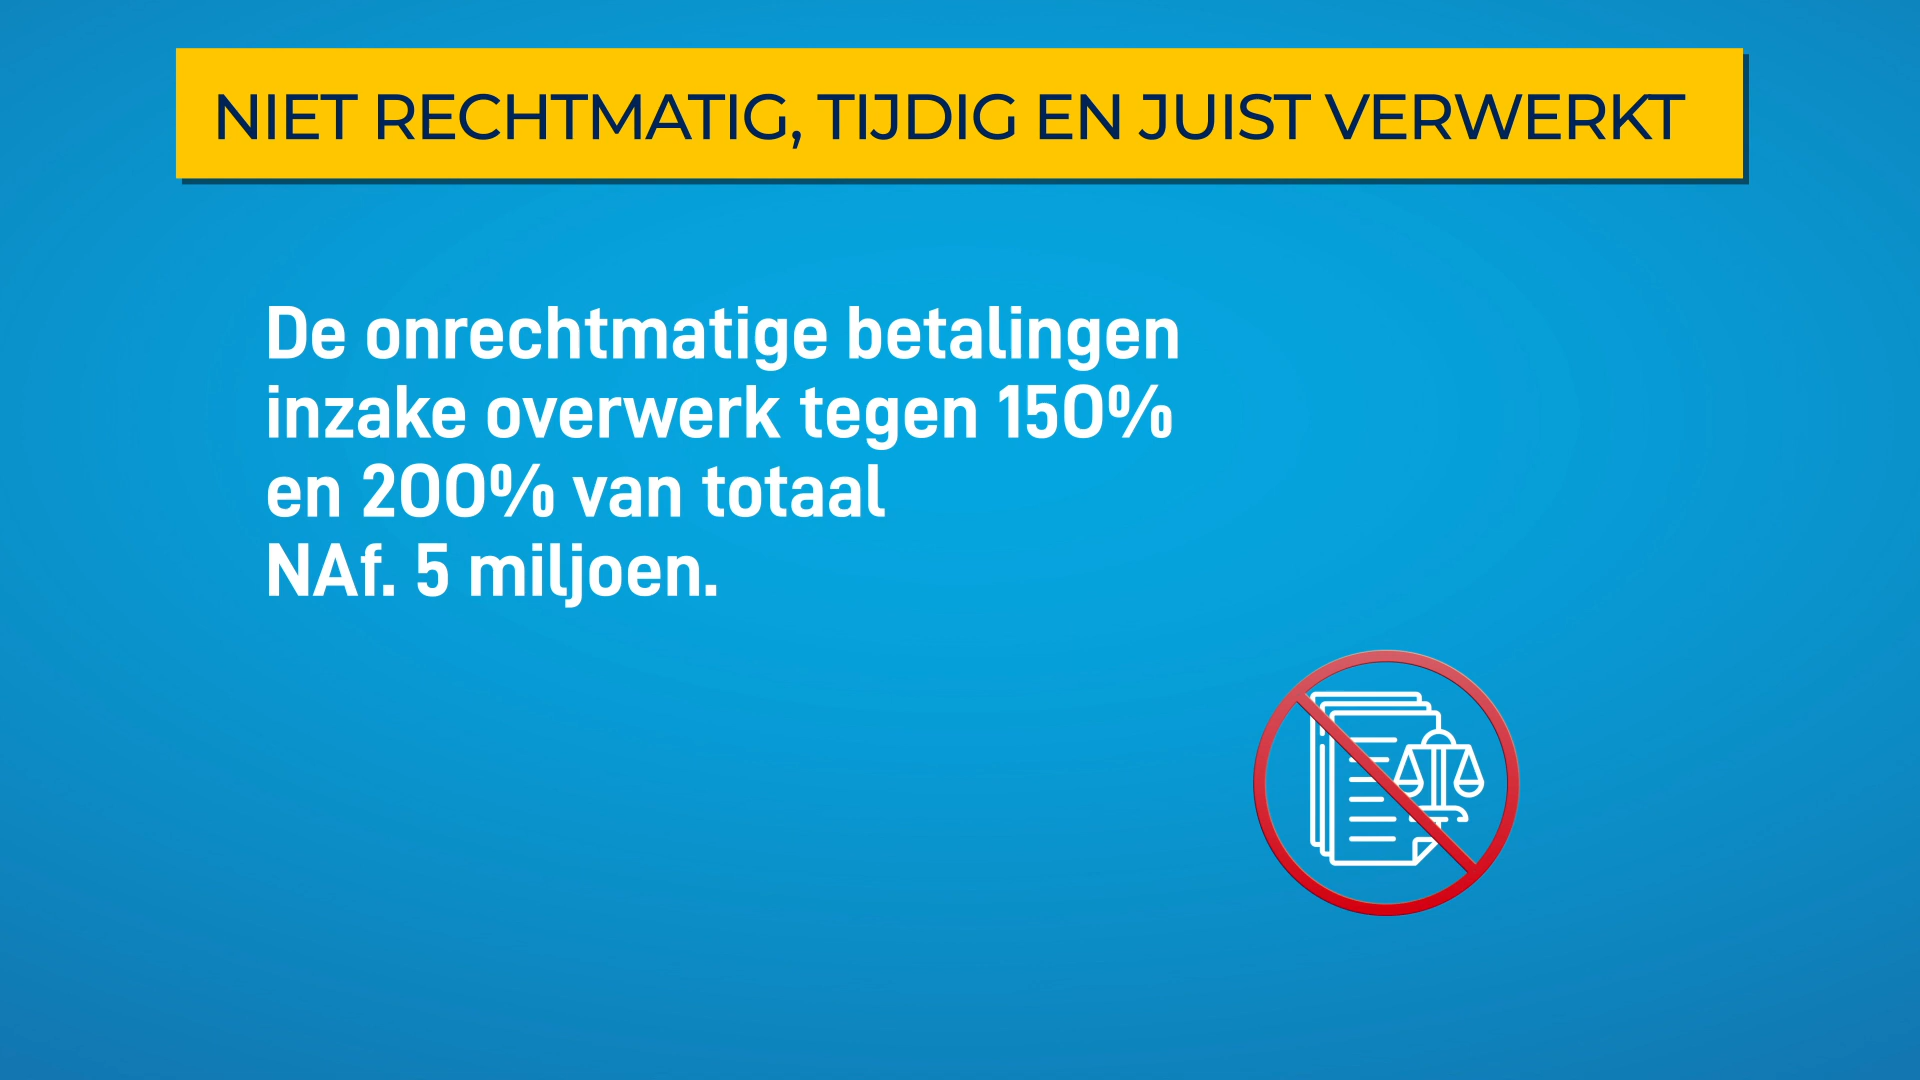 NIET RECHTMATIG, TIJDIG EN JUIST VERWERKT
De onrechtmatige betalingen
inzake overwerk tegen 150%
en 200% van totaal
NAf. 5 miljoen.